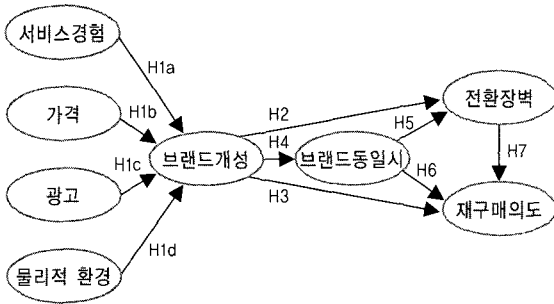 서비스경험
H1a
가격
H1b
H2
전환장벽
H5
H4
브랜드개성
브랜드동일시
H7
H1c
H6
광고
H3
재구매의도
H1d
물리적 환경